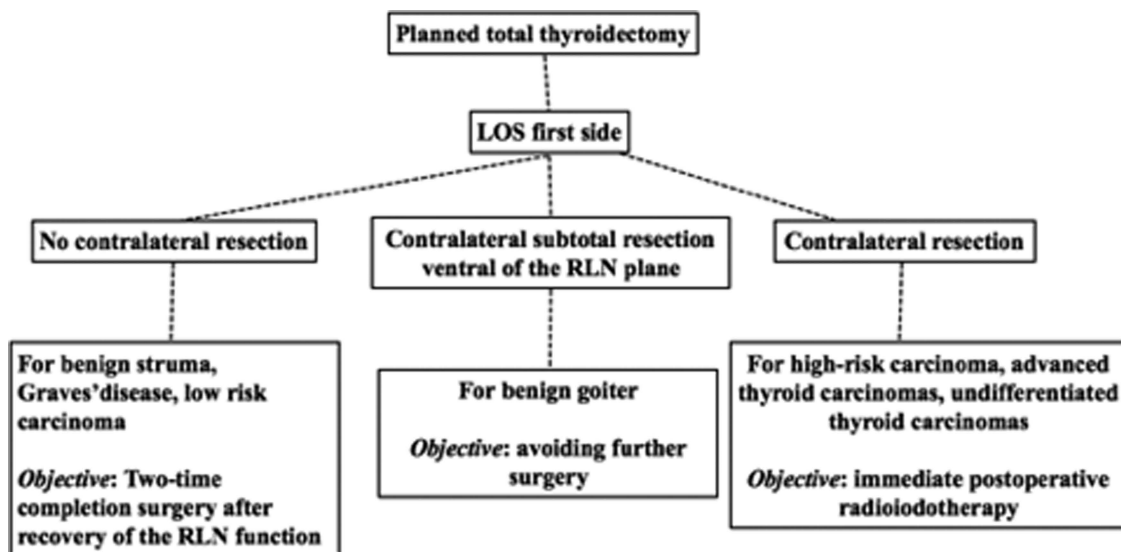 Planned total thyroidectomy
LOS first side
No contralateral resection
Contralateral subtotal resection
ventral of the RLN plane
Contralateral resection
For benign struma,
Graves'disease, low risk
carcinoma
Objective: Two-time
completion surgery after
recovery of the RLN function
For benign goiter
Objective: avoiding further
surgery
For high-risk carcinoma, advanced
thyroid carcinomas, undifferentiated
thyroid carcinomas
Objective: immediate postoperative
radioiodotherapy